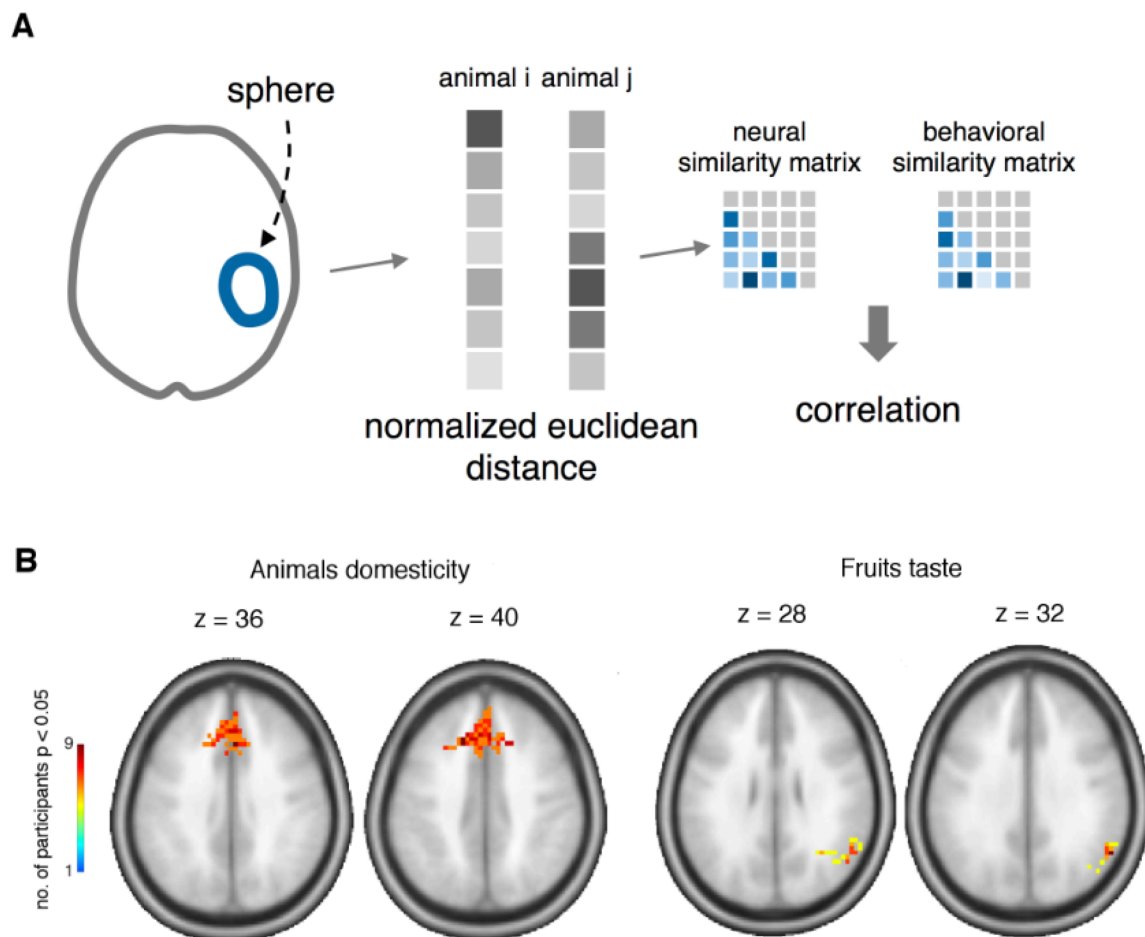 A
sphere
animal i animal j
normalized euclidean
distance
neural
similarity matrix
behavioral
similarity matrix
correlation
B
Animals domesticity
Fruits taste
z = 36
z = 40
z = 28
z = 32
no. of participants p < 0.05
9
1